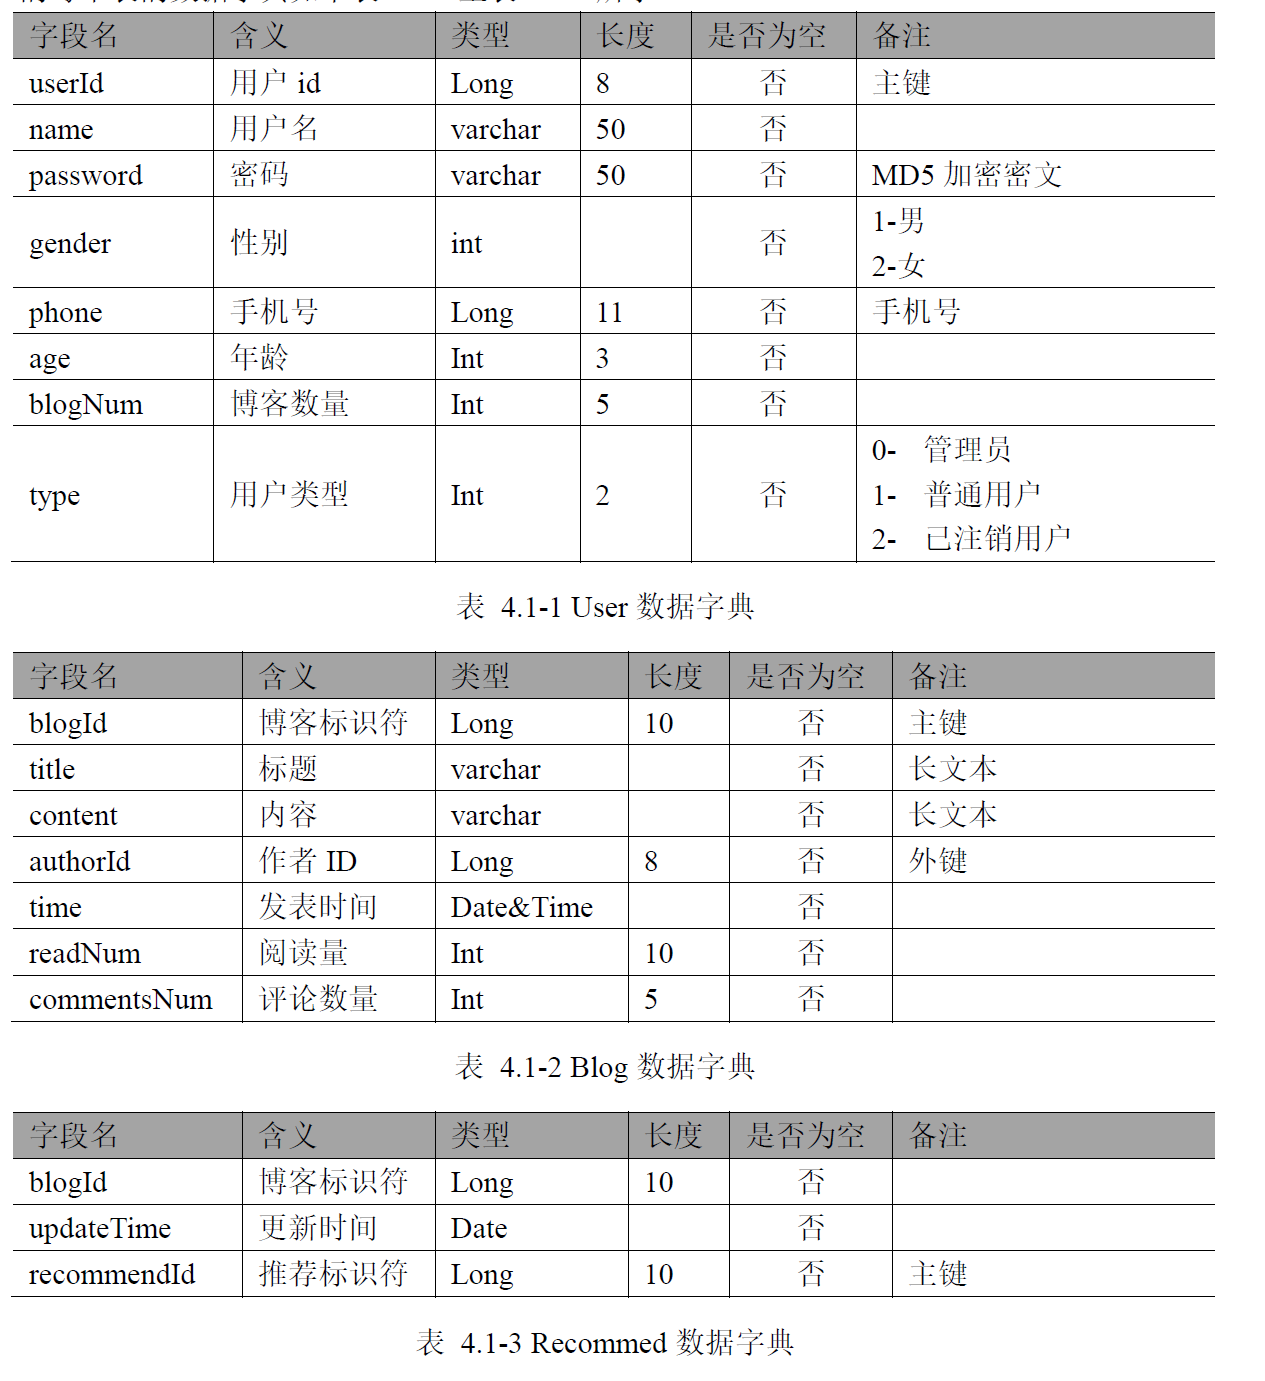 字段名 含义 类型 长度 是否为空 备注
userId 用户 id Long 8 否 主键
name 用户名 varchar 50 否
password 密码 varchar 50 否 MD5 加密密文
gender 性别 int 否 1-男
2-女
phone 手机号 Long 11 否 手机号
age 年龄 Int 3 否
blogNum 博客数量 Int 5 否
type 用户类型 Int 2 否 0- 管理员
1- 普通用户
2- 已注销用户
表 4.1-1 User 数据字典
字段名 含义 类型 长度 是否为空 备注
blogId 博客标识符 Long 10 否 主键
title 标题 varchar 否 长文本
content 内容 varchar 否 长文本
authorId 作者 ID Long 8 否 外键
time 发表时间 Date&Time 否
readNum 阅读量 Int 10 否
commentsNum 评论数量 Int 5 否
表 4.1-2 Blog 数据字典
字段名 含义 类型 长度 是否为空 备注
blogId 博客标识符 Long 10 否
updateTime 更新时间 Date 否
recommendId 推荐标识符 Long 10 否 主键
表 4.1-3 Recommed 数据字典